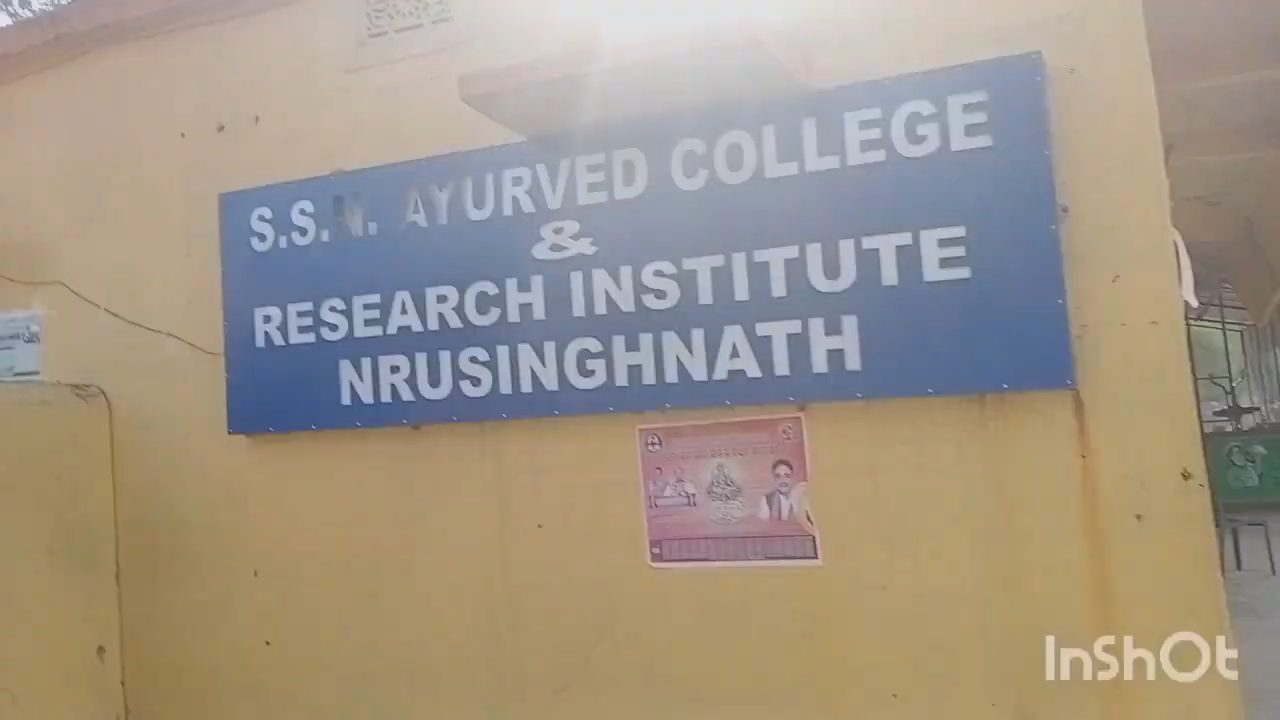 S.S.N. AYURVED COLLEGE
&
RESEARCH INSTITUTE
NRUSINGHNATH
InShOt